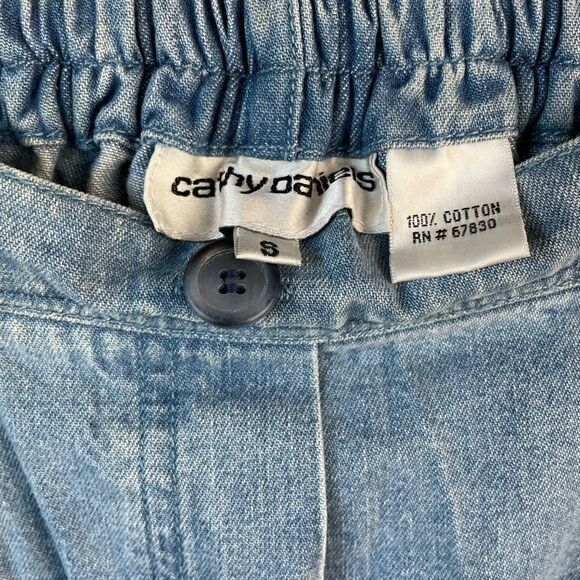 cathy daniels
S
100% COTTON
RN # 67830